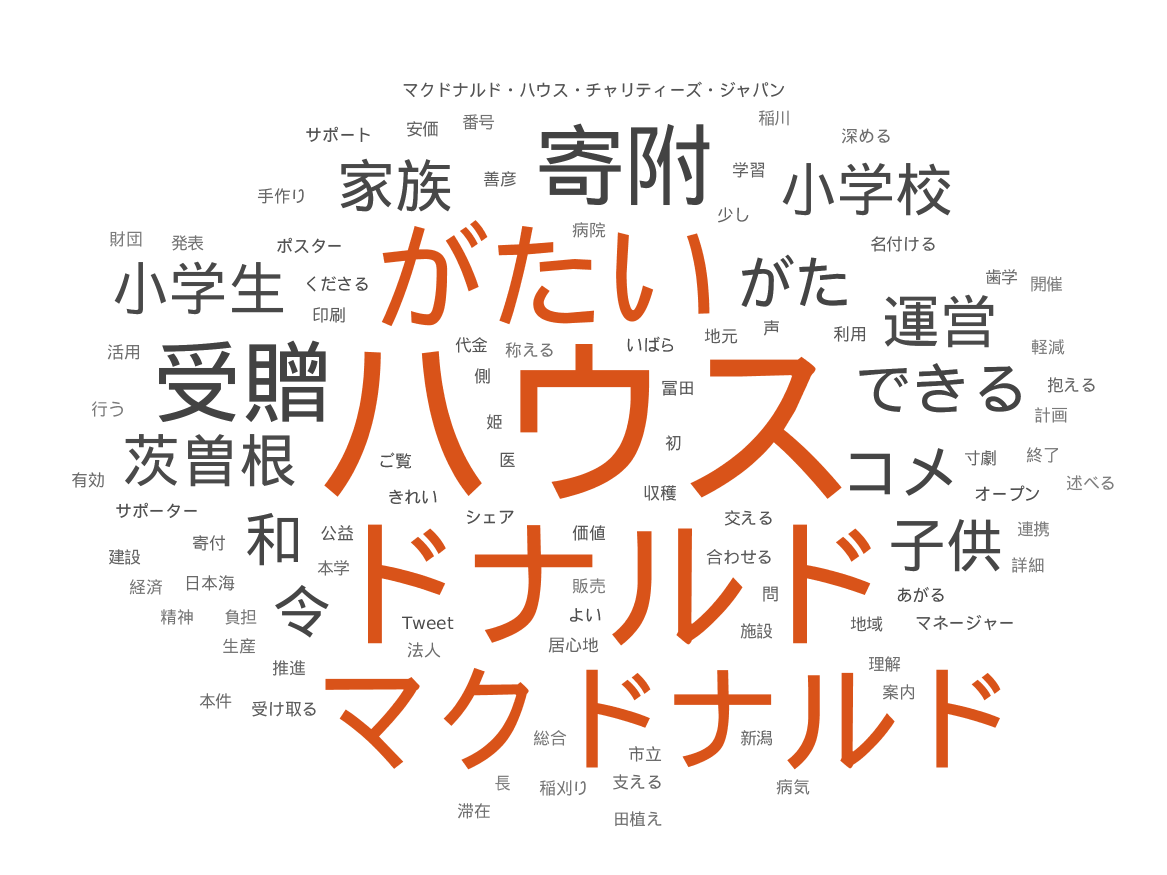 マクドナルド・ハウス・チャリティーズ・ジャパン
稲川
番号
安価
サポート
深める
寄附
家族
善彦
学習
小学校
手作り
少し
病院
財団
発表
ポスター
名付ける
がたい
がた
小学生
くださる
歯学
開催
印刷
運営
地元
声
利用
活用
代金
称える
いばら
軽減
受贈
側
冨田
できる
抱える
ハウス
行う
姫
計画
初
茨曽根
ご覧
医
コメ
寸劇
終了
有効
きれい
収穫
オープン
述べる
サポーター
シェア
交える
和
公益
価値
子供
連携
寄付
建設
合わせる
本学
詳細
ドナルド
経済
日本海
販売
問
あがる
令
精神
負担
Tweet
よい
施設
地域
マネージャー
生産
法人
居心地
推進
理解
案内
本件
受け取る
マクドナルド
総合
新潟
市立
長
稲刈り
支える
病気
滞在
田植え